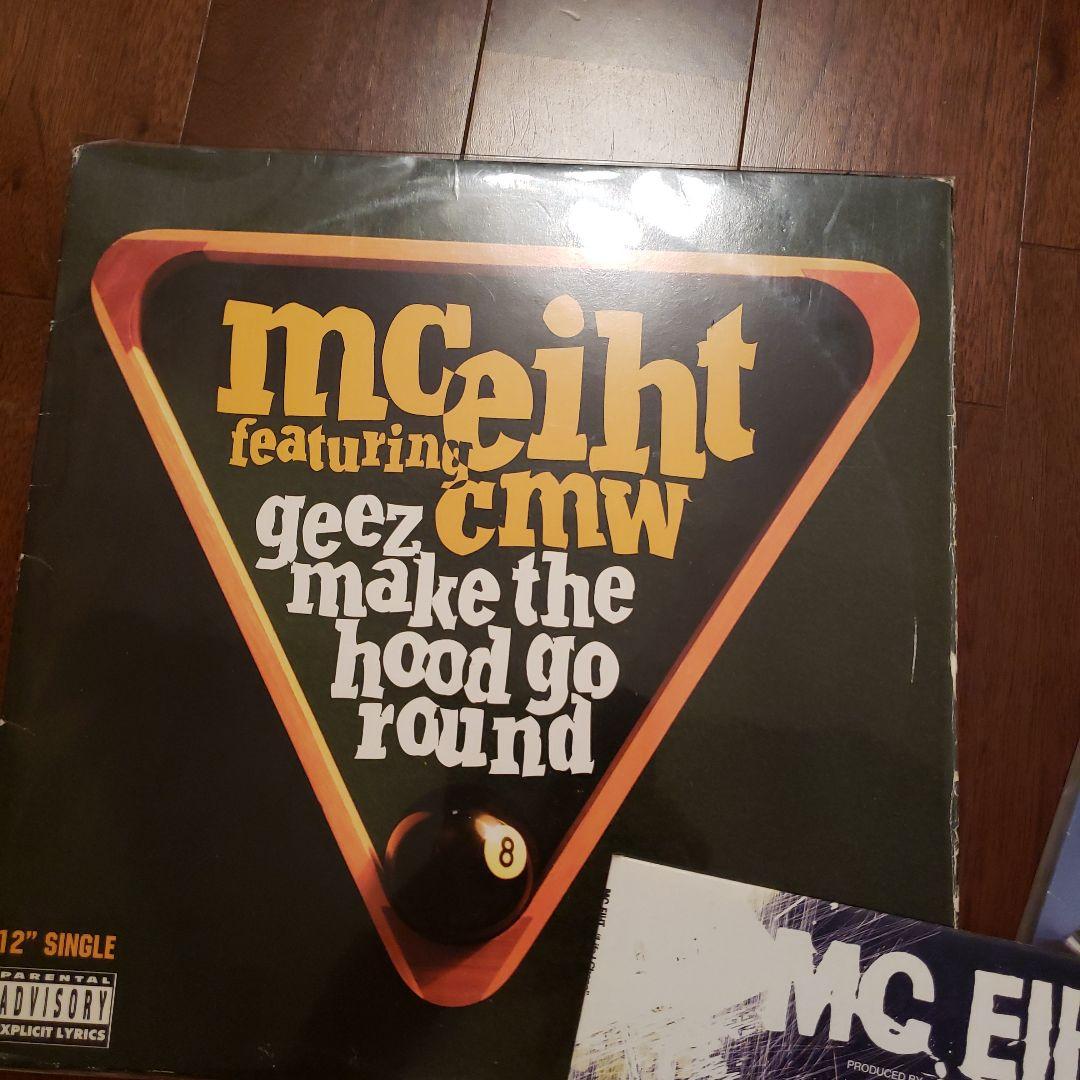 mc eiht
featuring
cmw
geez
make the
hood go
round
8
12" SINGLE
PARENTAL
ADVISORY
EXPLICIT LYRICS
MC EIH
PRODUCED BY